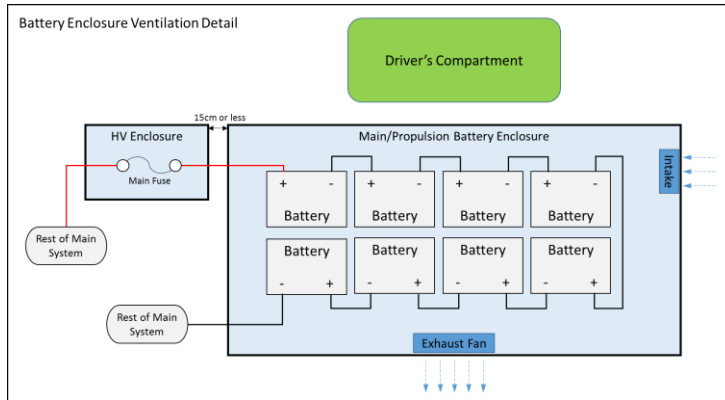 Battery Enclosure Ventilation Detail
Driver's Compartment
15cm or less
HV Enclosure
Main/Propulsion Battery Enclosure
Main Fuse
Intake
+ - + - + - + -
Battery Battery Battery Battery
Rest of Main
System
Battery Battery Battery Battery
- + - + - + - +
Rest of Main
System
Exhaust Fan